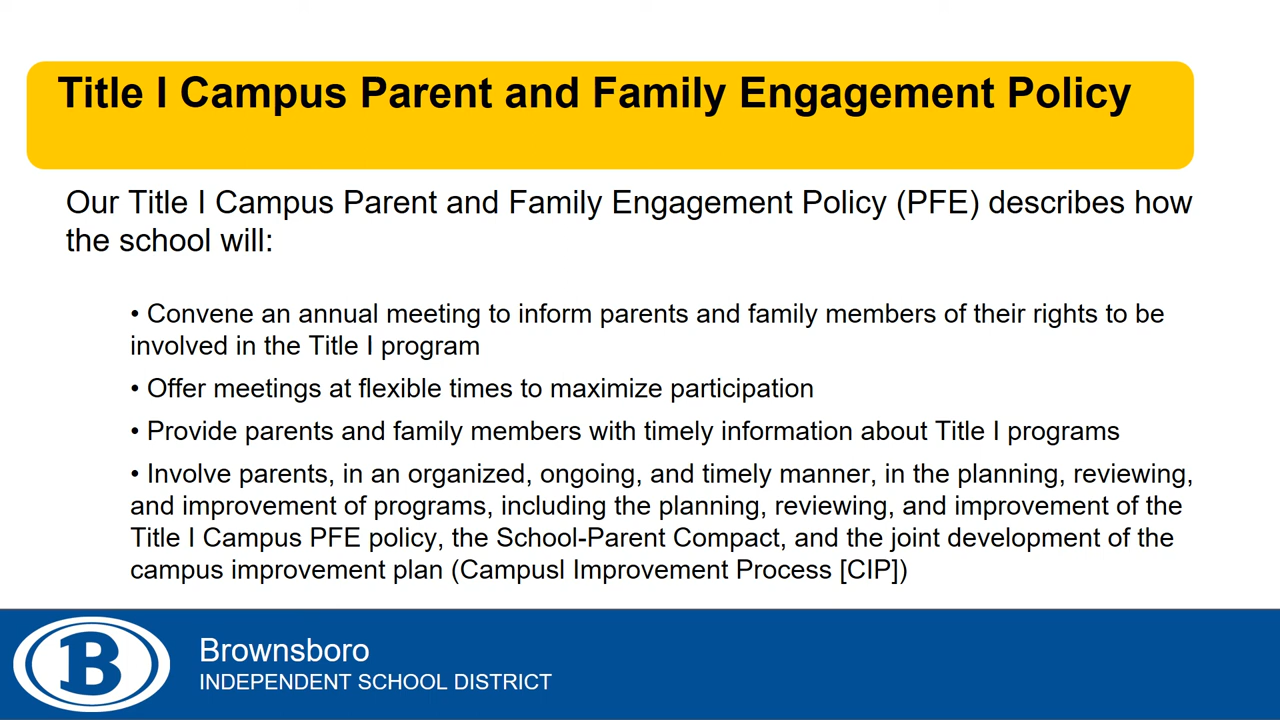 Title I Campus Parent and Family Engagement Policy
Our Title I Campus Parent and Family Engagement Policy (PFE) describes how
the school will:
• Convene an annual meeting to inform parents and family members of their rights to be
involved in the Title I program
• Offer meetings at flexible times to maximize participation
• Provide parents and family members with timely information about Title I programs
• Involve parents, in an organized, ongoing, and timely manner, in the planning, reviewing,
and improvement of programs, including the planning, reviewing, and improvement of the
Title I Campus PFE policy, the School-Parent Compact, and the joint development of the
campus improvement plan (Campusl Improvement Process [CIP])
B
Brownsboro
INDEPENDENT SCHOOL DISTRICT